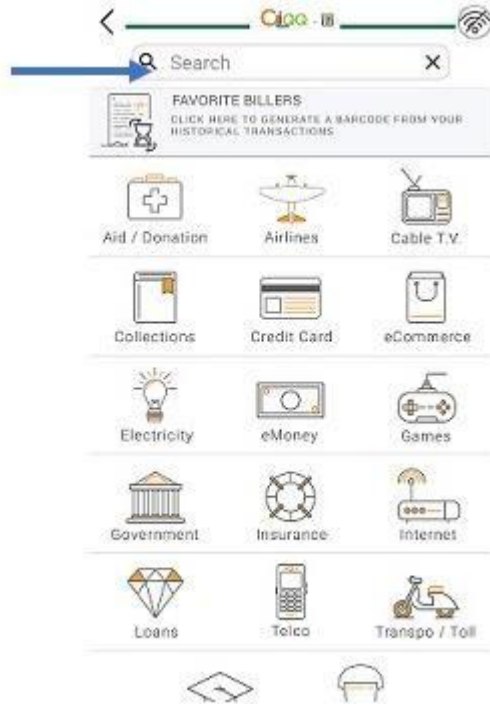 CLiQQ
Search
FAVORITE BILLERS
CLICK HERE TO GENERATE A BARCODE FROM YOUR
HISTORICAL TRANSACTIONS
Aid / Donation
Airlines
Cable T.V.
Collections
Credit Card
eCommerce
Electricity
eMoney
Games
Government
Insurance
Internet
Loans
Telco
Transpo / Toll